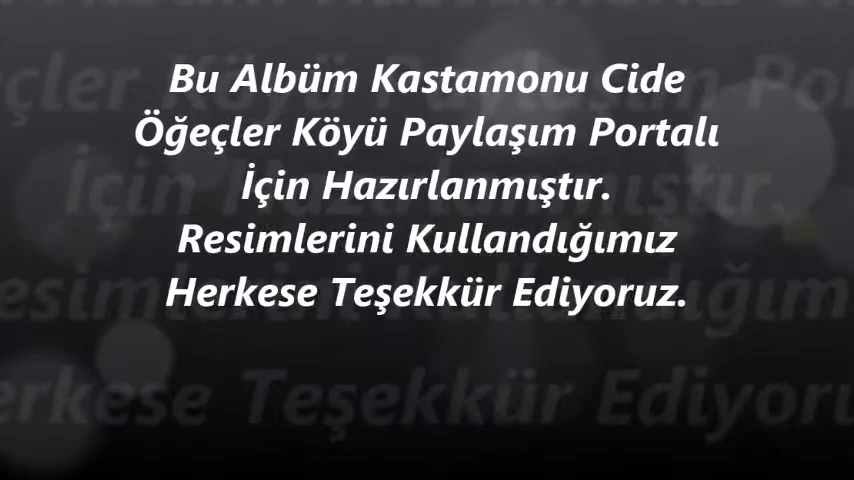 Bu Albüm Kastamonu Cide
Öğeçler Köyü Paylaşım Portalı
İçin Hazırlanmıştır.
Resimlerini Kullandığımız
Herkese Teşekkür Ediyoruz.